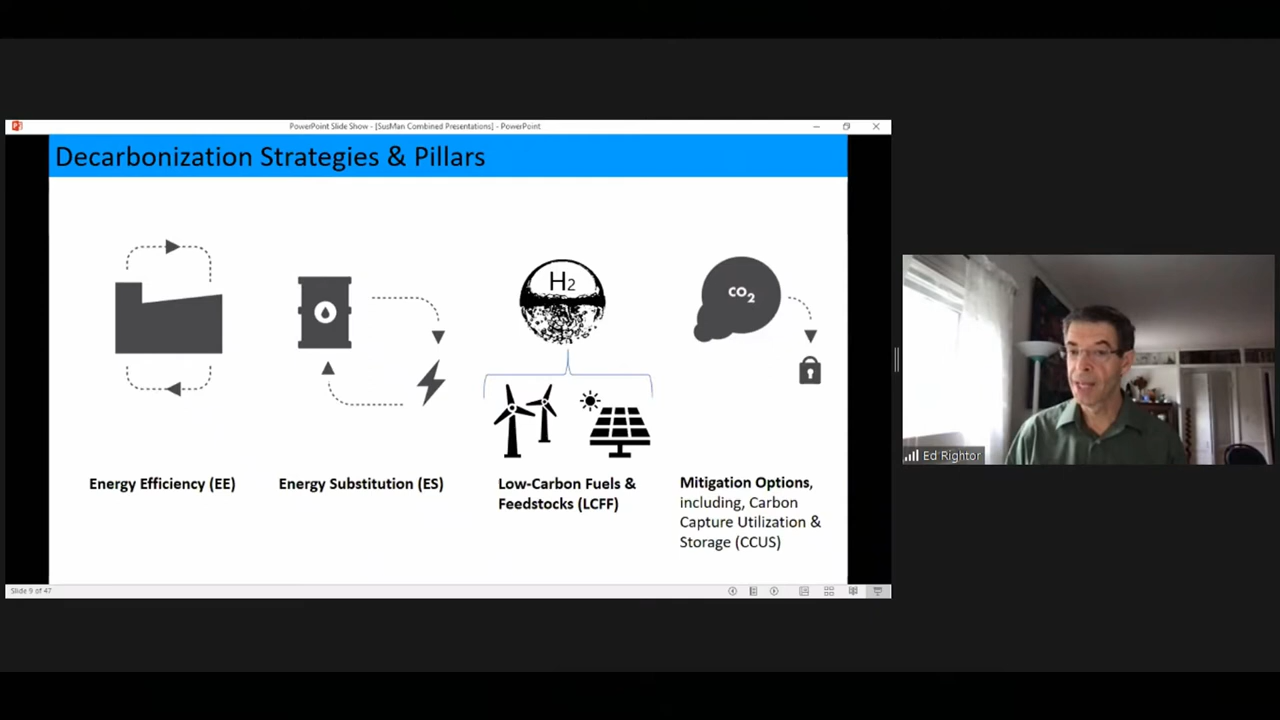 PowerPoint Slide Show - [SusMan Combined Presentations] - PowerPoint
Decarbonization Strategies & Pillars
H2
CO2
Energy Efficiency (EE)
Energy Substitution (ES)
Low-Carbon Fuels &
Feedstocks (LCFF)
Mitigation Options,
including, Carbon
Capture Utilization &
Storage (CCUS)
Ed Rightor
Slide 9 of 47